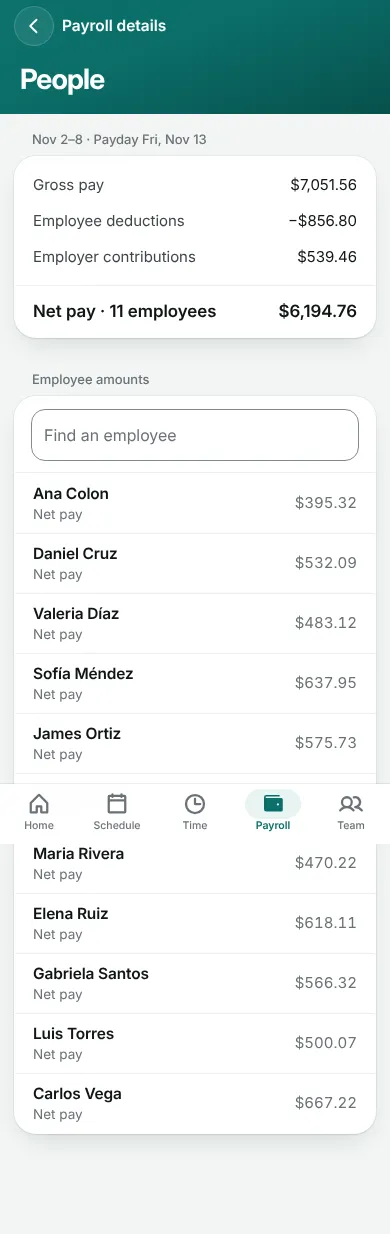 Payroll details
People
Nov 2–8 · Payday Fri, Nov 13
Gross pay $7,051.56
Employee deductions −$856.80
Employer contributions $539.46
Net pay · 11 employees $6,194.76
Employee amounts
Find an employee
Ana Colon
Net pay
$395.32
Daniel Cruz
Net pay
$532.09
Valeria Díaz
Net pay
$483.12
Sofía Méndez
Net pay
$637.95
James Ortiz
Net pay
$575.73
Home Schedule Time Payroll Team
Maria Rivera
Net pay
$470.22
Elena Ruiz
Net pay
$618.11
Gabriela Santos
Net pay
$566.32
Luis Torres
Net pay
$500.07
Carlos Vega
Net pay
$667.22